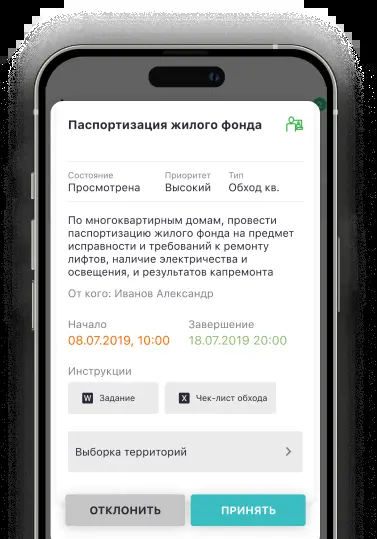 Паспортизация жилого фонда
Состояние Приоритет Тип
Просмотрена Высокий Обход кв.
По многоквартирным домам, провести
паспортизацию жилого фонда на предмет
исправности и требований к ремонту
лифтов, наличие электричества и
освещения, и результатов капремонта
От кого: Иванов Александр
Начало Завершение
08.07.2019, 10:00 18.07.2019 20:00
Инструкции
W Задание X Чек-лист обхода
Выборка территорий
ОТКЛОНИТЬ ПРИНЯТЬ